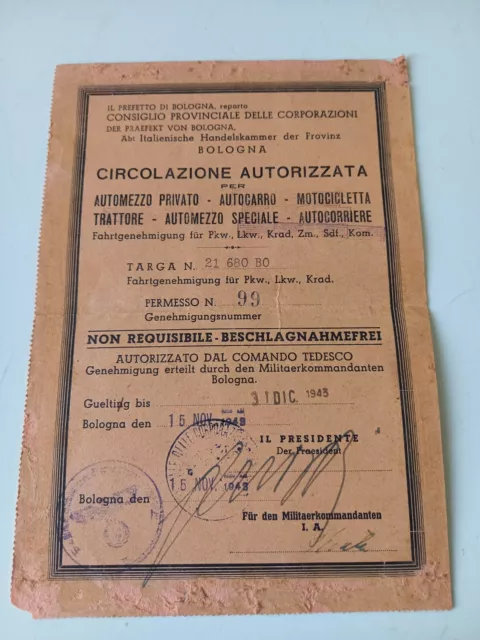 IL PREFETTO DI BOLOGNA, reparto
CONSIGLIO PROVINCIALE DELLE CORPORAZIONI
DER PRAEFEKT VON BOLOGNA,
Abt Italienische Handelskammer der Provinz
BOLOGNA
CIRCOLAZIONE AUTORIZZATA
PER
AUTOMEZZO PRIVATO - AUTOCARRO - MOTOCICLETTA
TRATTORE - AUTOMEZZO SPECIALE - AUTOCORRIERE
Fahrtgenehmigung für Pkw., Lkw., Krad, Zm., Sdf., Kom.
TARGA N. 21 680 BO
Fahrtgenehmigung für Pkw., Lkw., Krad.
PERMESSO N. 99
Genehmigungsnummer
NON REQUISIBILE - BESCHLAGNAHMEFREI
AUTORIZZATO DAL COMANDO TEDESCO
Genehmigung erteilt durch den Militaerkommandanten
Bologna.
Gueltig bis 31 DIC. 1943
Bologna den 15 NOV. 1943
IL PRESIDENTE
Der Praesident
15 NOV. 1943
Bologna den
Für den Militaerkommandanten
I. A.